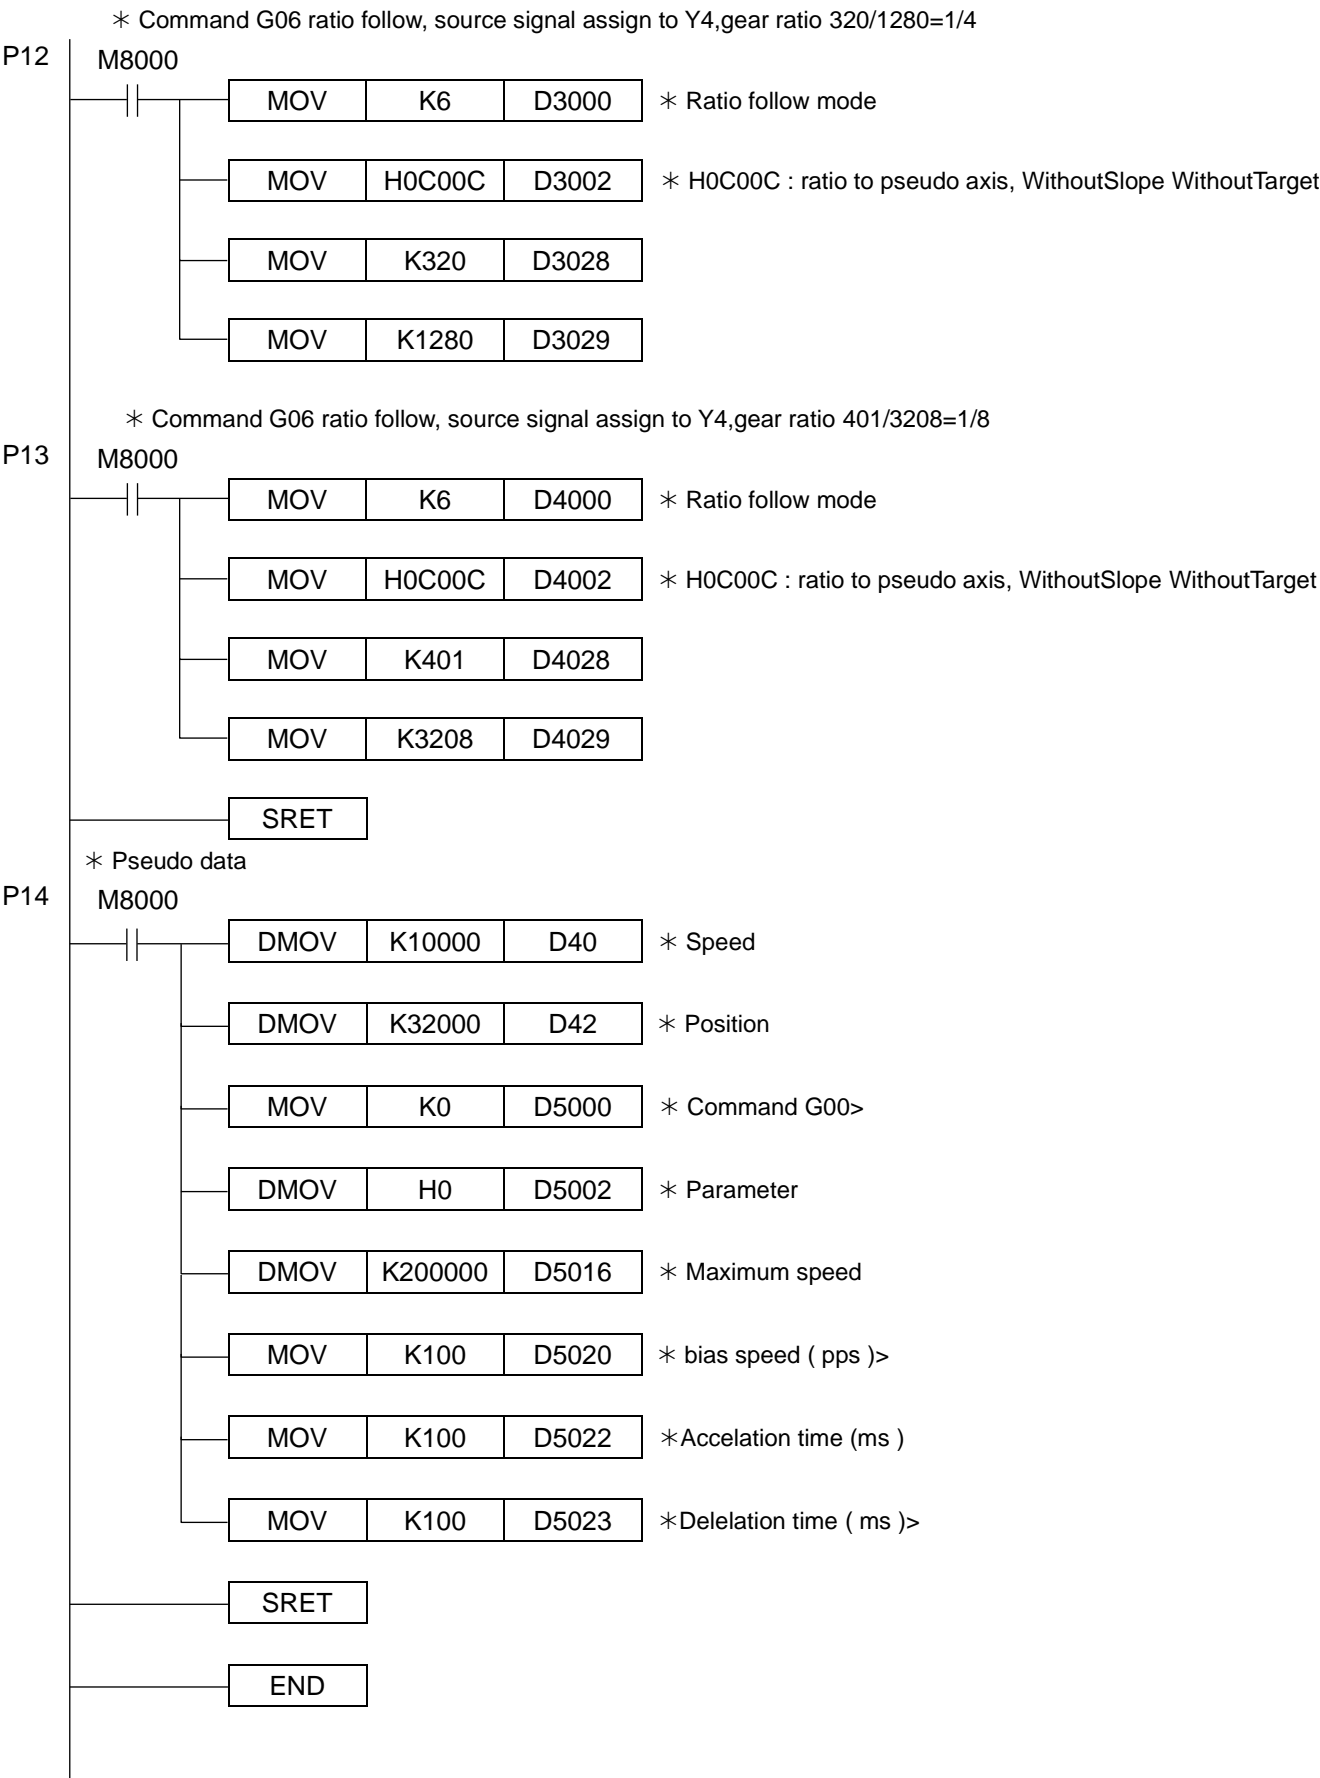 ＊ Command G06 ratio follow, source signal assign to Y4,gear ratio 320/1280=1/4
P12
M8000
MOV K6 D3000 ＊ Ratio follow mode
MOV H0C00C D3002 ＊ H0C00C : ratio to pseudo axis, WithoutSlope WithoutTarget
MOV K320 D3028
MOV K1280 D3029
＊ Command G06 ratio follow, source signal assign to Y4,gear ratio 401/3208=1/8
P13
M8000
MOV K6 D4000 ＊ Ratio follow mode
MOV H0C00C D4002 ＊ H0C00C : ratio to pseudo axis, WithoutSlope WithoutTarget
MOV K401 D4028
MOV K3208 D4029
SRET
＊ Pseudo data
P14
M8000
DMOV K10000 D40 ＊ Speed
DMOV K32000 D42 ＊ Position
MOV K0 D5000 ＊ Command G00>
DMOV H0 D5002 ＊ Parameter
DMOV K200000 D5016 ＊ Maximum speed
MOV K100 D5020 ＊ bias speed ( pps )>
MOV K100 D5022 ＊Accelation time (ms )
MOV K100 D5023 ＊Delelation time ( ms )>
SRET
END